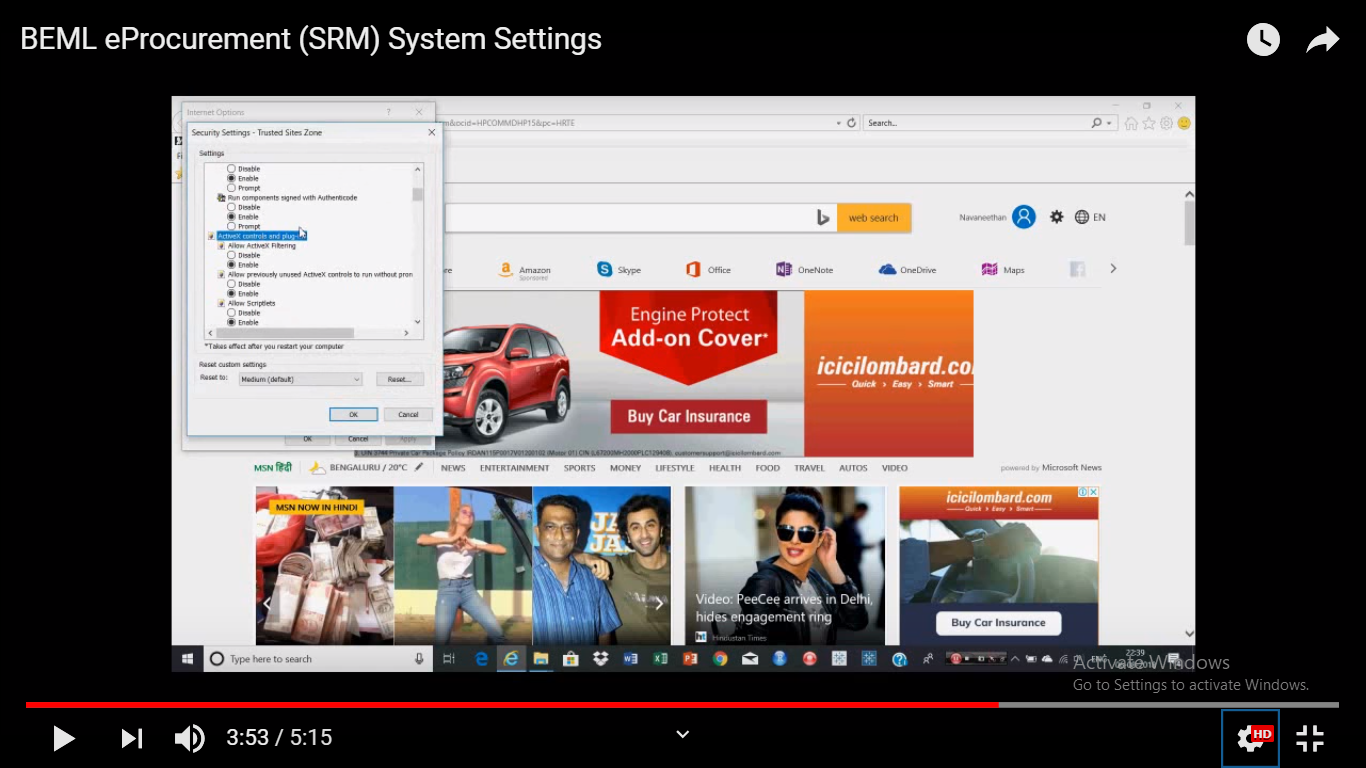 BEML eProcurement (SRM) System Settings
Internet Options
Security Settings - Trusted Sites Zone
Settings
Disable
Enable
Prompt
Run components signed with Authenticode
Disable
Enable
Prompt
ActiveX controls and
Allow ActiveX Filtering
Disable
Enable
Allow previously unused ActiveX controls to run without pron
Disable
Enable
Allow Scriptlets
Disable
Enable
*Takes effect after you restart your computer
Reset custom settings
Reset to:
Medium (default)
Reset...
OK
Cancel
OK
Cancel
Apply
m&ocid=HPCOMMDHP15&pc=HRTE
Search...
web search
Navaneethan
EN
Amazon
Sponsored
Skype
Office
OneNote
OneDrive
Maps
Engine Protect
Add-on Cover*
Buy Car Insurance
icicilombard.co
Quick > Easy > Smart
MSN हिंदी
BENGALURU / 20°C
NEWS
ENTERTAINMENT
SPORTS
MONEY
LIFESTYLE
HEALTH
FOOD
TRAVEL
AUTOS
VIDEO
powered by Microsoft News
MSN NOW IN HINDI
Video: PeeCee arrives in Delhi,
hides engagement ring
ht Hindustan Times
icicilombard.com
Quick > Easy > Smart
Buy Car Insurance
Type here to search
22:39
Activate Windows
Go to Settings to activate Windows.
3:53 / 5:15
HD